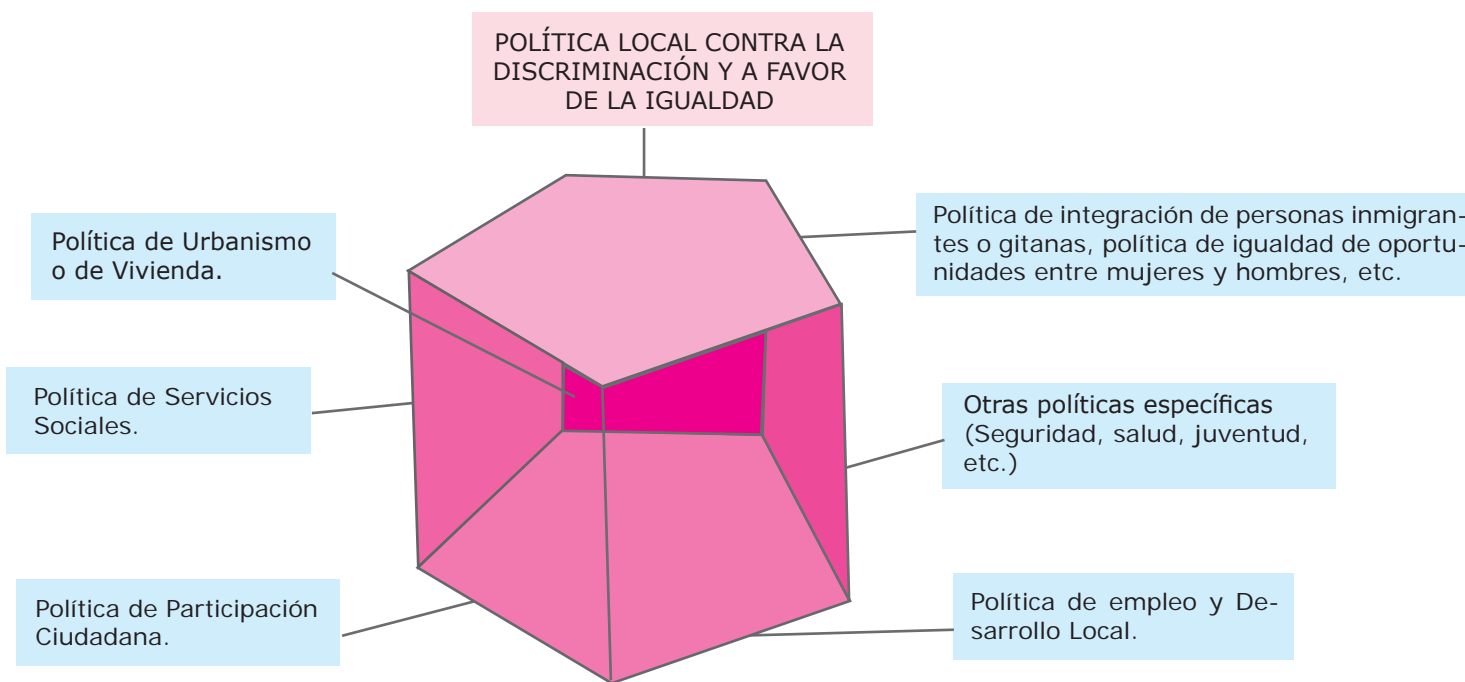 POLÍTICA LOCAL CONTRA LA
DISCRIMINACIÓN Y A FAVOR
DE LA IGUALDAD
Política de Urbanismo
o de Vivienda.
Política de integración de personas inmigran-
tes o gitanas, política de igualdad de oportu-
nidades entre mujeres y hombres, etc.
Política de Servicios
Sociales.
Otras políticas específicas
(Seguridad, salud, juventud,
etc.)
Política de Participación
Ciudadana.
Política de empleo y De-
sarrollo Local.